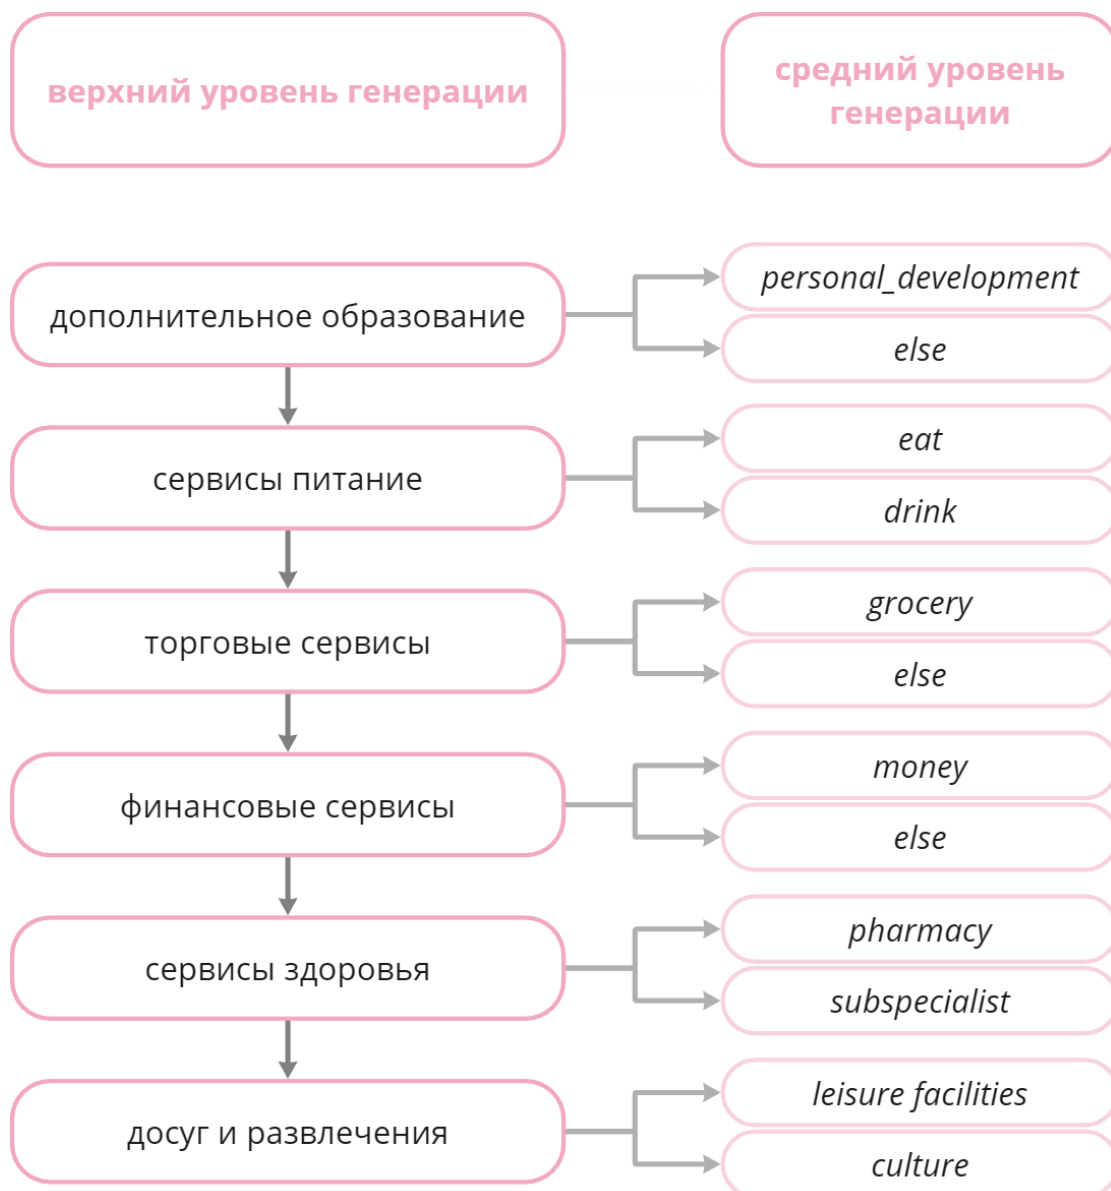 верхний уровень генерации
средний уровень
генерации
дополнительное образование
personal_development
else
сервисы питание
eat
drink
торговые сервисы
grocery
else
финансовые сервисы
money
else
сервисы здоровья
pharmacy
subspecialist
досуг и развлечения
leisure facilities
culture